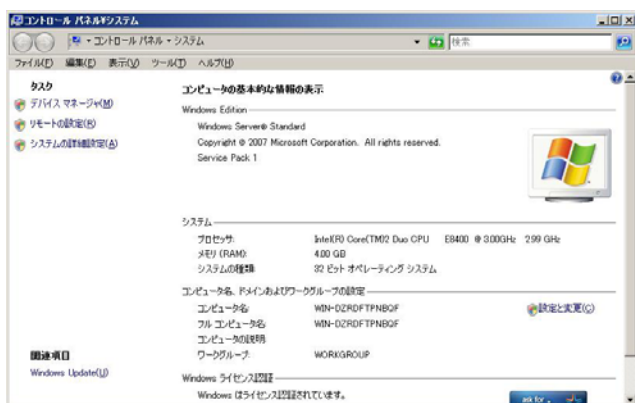 コントロール パネル¥システム
コントロール パネル ▸ システム
検索
ファイル(F) 編集(E) 表示(V) ツール(T) ヘルプ(H)
タスク
デバイス マネージャ(M)
リモートの設定(R)
システムの詳細設定(A)
コンピュータの基本的な情報の表示
Windows Edition
Windows Server® Standard
Copyright © 2007 Microsoft Corporation. All rights reserved.
Service Pack 1
システム
プロセッサ: Intel(R) Core(TM)2 Duo CPU E8400 @ 3.00GHz 2.99 GHz
メモリ (RAM): 4.00 GB
システムの種類: 32 ビット オペレーティング システム
コンピュータ名、ドメインおよびワークグループの設定
コンピュータ名: WIN-DZRDFTPNBQF 設定と変更(C)
フル コンピュータ名: WIN-DZRDFTPNBQF
コンピュータの説明:
ワークグループ: WORKGROUP
Windows ライセンス認証
Windows はライセンス認証されています。
ask for
関連項目
Windows Update(U)